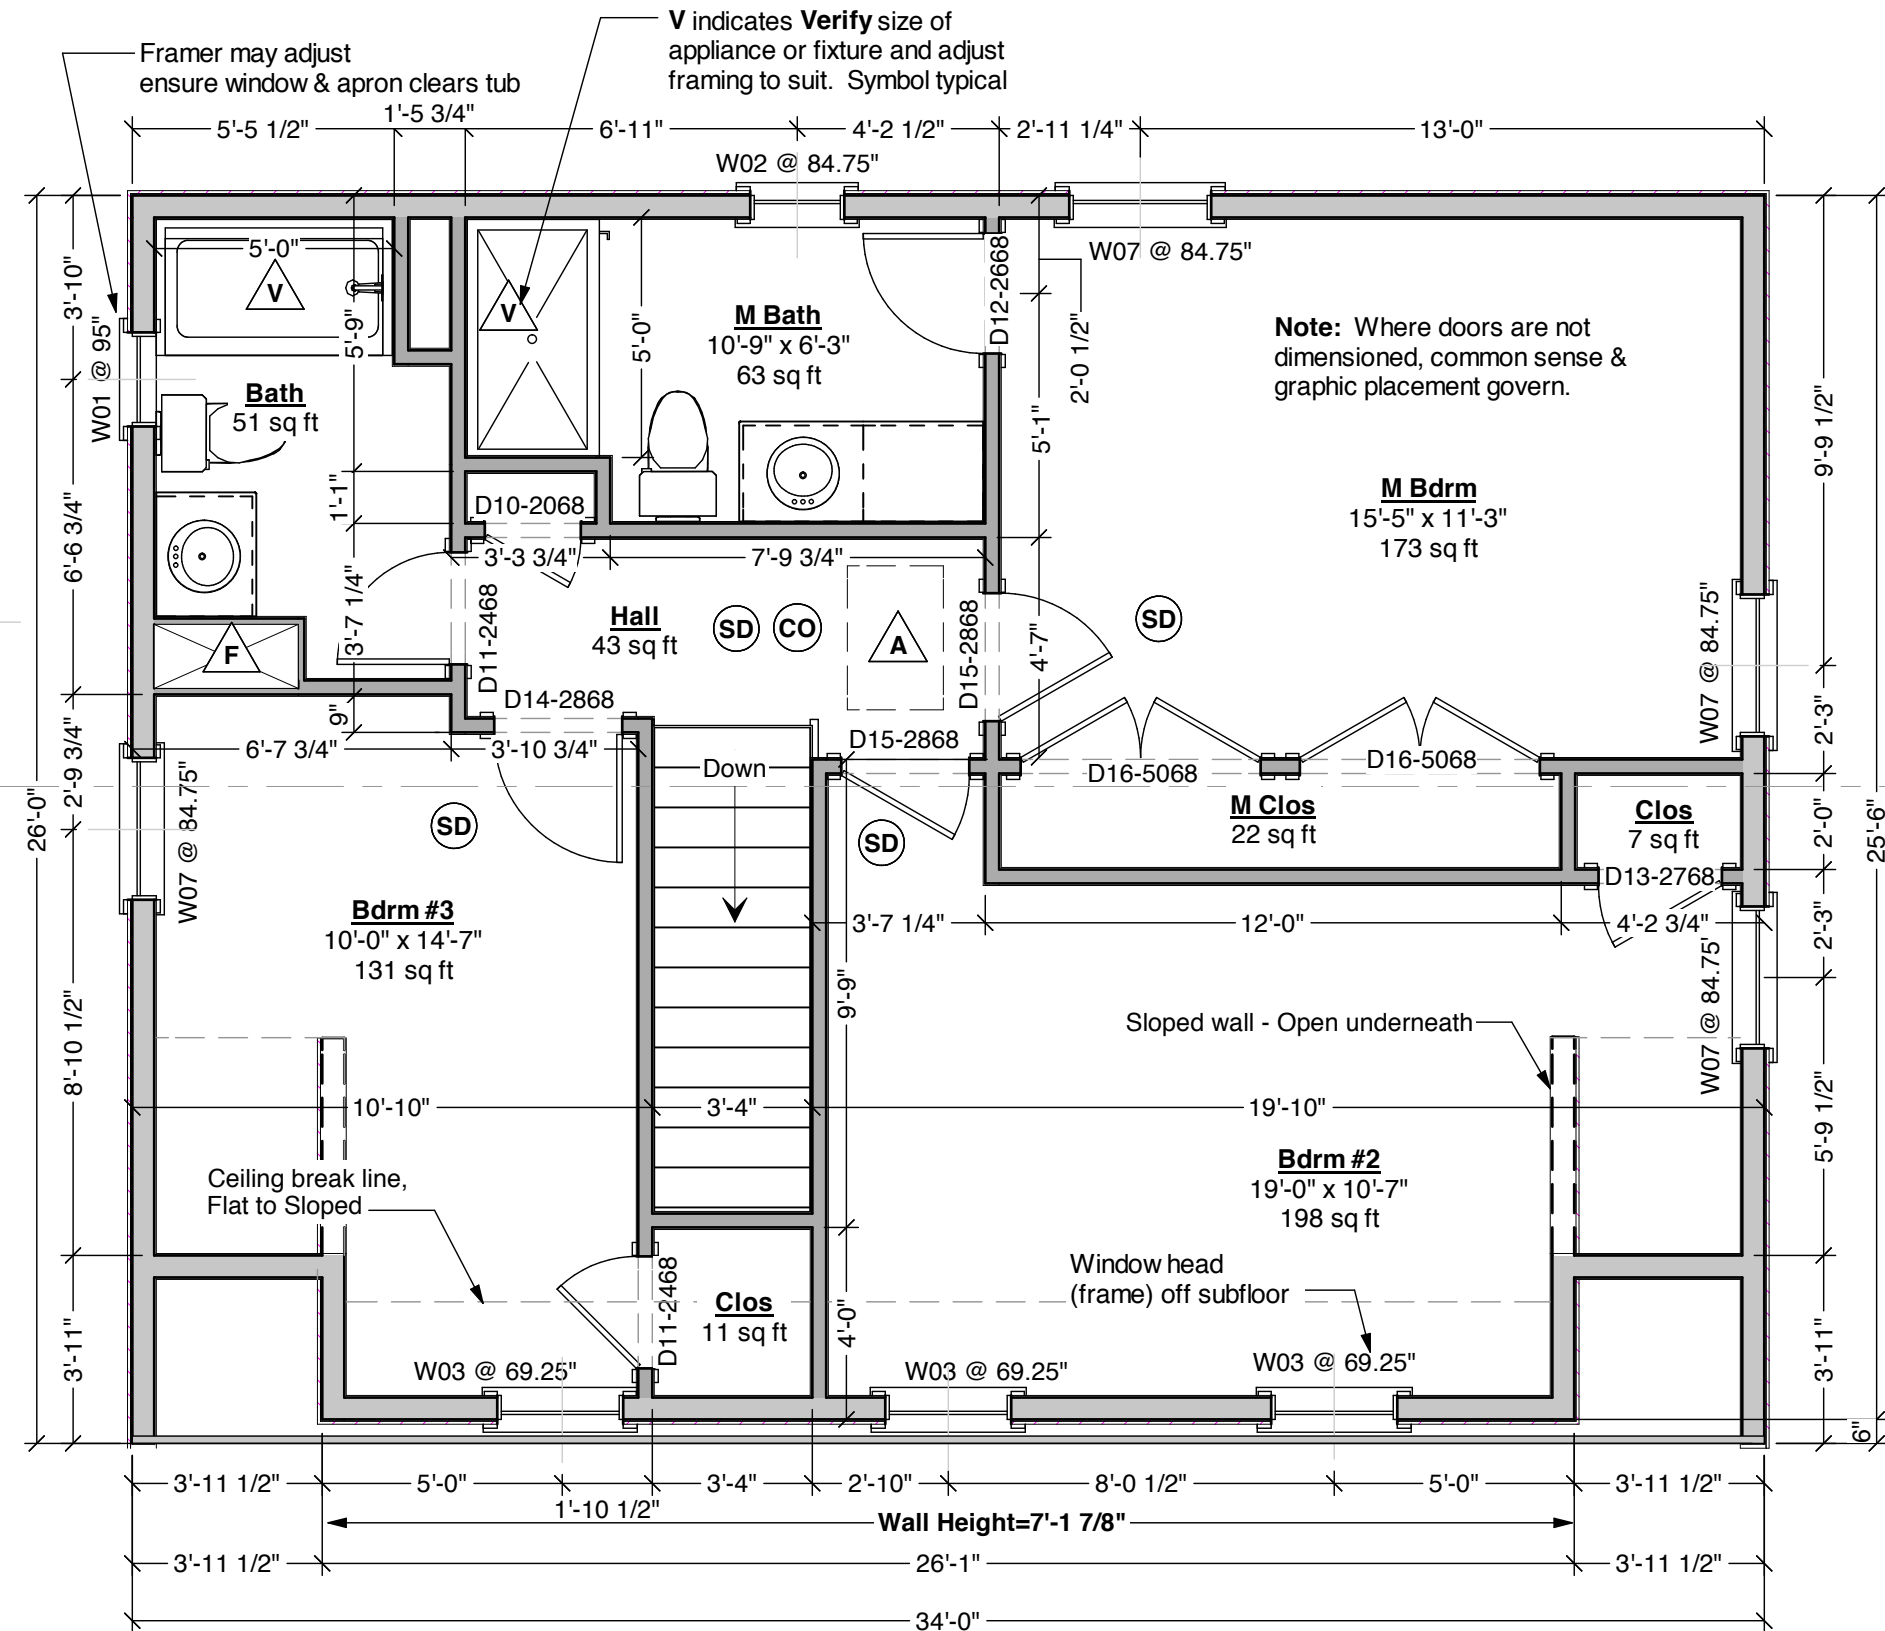 V indicates Verify size of
appliance or fixture and adjust
framing to suit.  Symbol typical
Framer may adjust
ensure window & apron clears tub
5'-5 1/2"
1'-5 3/4"
6'-11"
4'-2 1/2"
2'-11 1/4"
13'-0"
W02 @ 84.75"
W07 @ 84.75"
3'-10"
W01 @ 95"
6'-6 3/4"
2'-9 3/4"
26'-0"
8'-10 1/2"
3'-11"
5'-0"
V
5'-9"
Bath
51 sq ft
1'-1"
3'-7 1/4"
9"
F
V
5'-0"
M Bath
10'-9" x 6'-3"
63 sq ft
D12-2668
2'-0 1/2"
5'-1"
4'-7"
Note:  Where doors are not
dimensioned, common sense &
graphic placement govern.
M Bdrm
15'-5" x 11'-3"
173 sq ft
SD
D10-2068
3'-3 3/4"
7'-9 3/4"
D11-2468
Hall
43 sq ft
SD
CO
A
D15-2868
D14-2868
6'-7 3/4"
3'-10 3/4"
Down
D15-2868
D16-5068
D16-5068
M Clos
22 sq ft
Clos
7 sq ft
D13-2768
W07 @ 84.75"
9'-9 1/2"
2'-3"
2'-0"
2'-3"
25'-6"
5'-9 1/2"
3'-11"
6"
W07 @ 84.75"
SD
SD
Bdrm #3
10'-0" x 14'-7"
131 sq ft
3'-7 1/4"
12'-0"
4'-2 3/4"
W07 @ 84.75'
9'-9"
Sloped wall - Open underneath
10'-10"
3'-4"
19'-10"
Ceiling break line,
Flat to Sloped
Bdrm #2
19'-0" x 10'-7"
198 sq ft
Window head
(frame) off subfloor
D11-2468
Clos
11 sq ft
4'-0"
W03 @ 69.25"
W03 @ 69.25"
W03 @ 69.25"
3'-11 1/2"
5'-0"
1'-10 1/2"
3'-4"
2'-10"
8'-0 1/2"
5'-0"
3'-11 1/2"
Wall Height=7'-1 7/8"
3'-11 1/2"
26'-1"
3'-11 1/2"
34'-0"